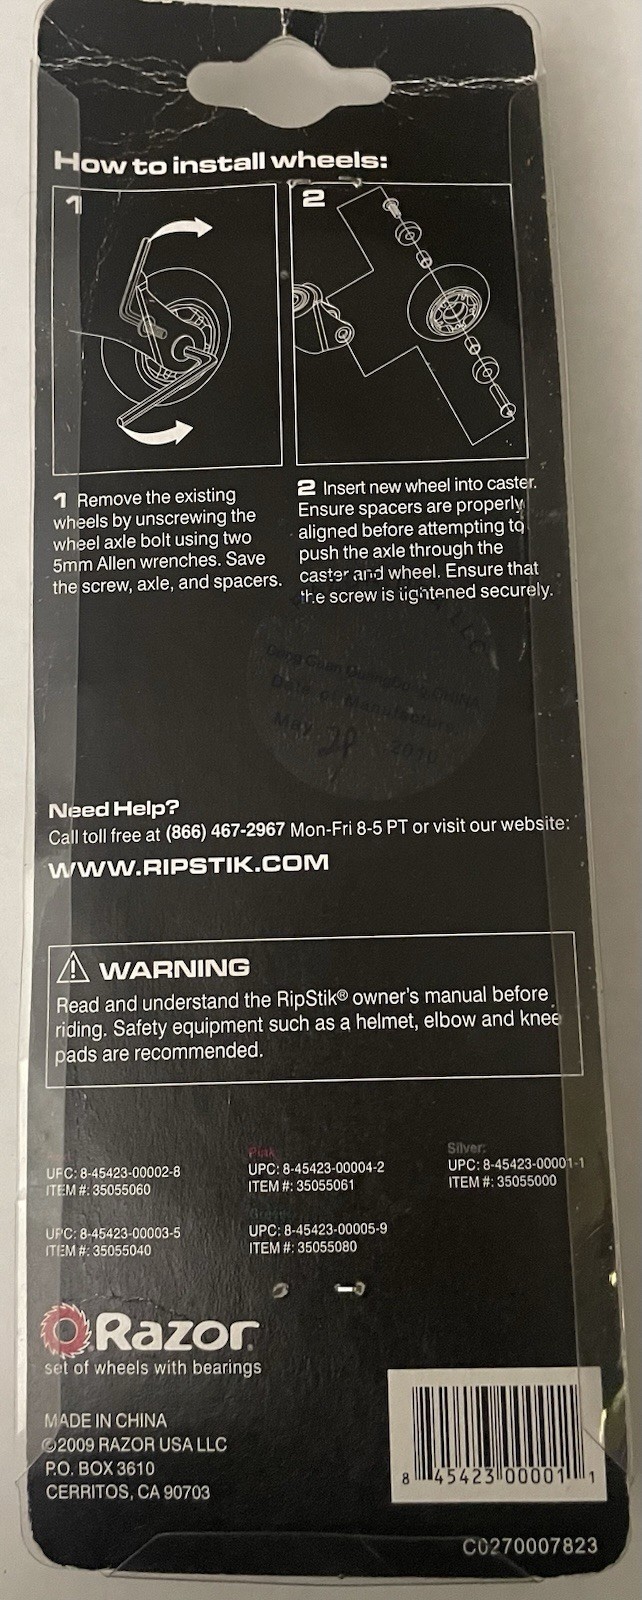 How to install wheels:
1
2
1 Remove the existing
wheels by unscrewing the
wheel axle bolt using two
5mm Allen wrenches. Save
the screw, axle, and spacers.
2 Insert new wheel into caster.
Ensure spacers are properly
aligned before attempting to
push the axle through the
caster and wheel. Ensure that
the screw is tightened securely.
LLC
Dong Guan GuangDong, CHINA
Date of Manufacture
May 2010
Need Help?
Call toll free at (866) 467-2967 Mon-Fri 8-5 PT or visit our website:
WWW.RIPSTIK.COM
WARNING
Read and understand the RipStik® owner's manual before
riding. Safety equipment such as a helmet, elbow and knee
pads are recommended.
UPC: 8-45423-00002-8
ITEM #: 35055060
UPC: 8-45423-00003-5
ITEM #: 35055040
Pink
UPC: 8-45423-00004-2
ITEM #: 35055061
UPC: 8-45423-00005-9
ITEM #: 35055080
Silver:
UPC: 8-45423-00001-1
ITEM #: 35055000
Razor
set of wheels with bearings
MADE IN CHINA
©2009 RAZOR USA LLC
P.O. BOX 3610
CERRITOS, CA 90703
8 45423 00001 1
C0270007823